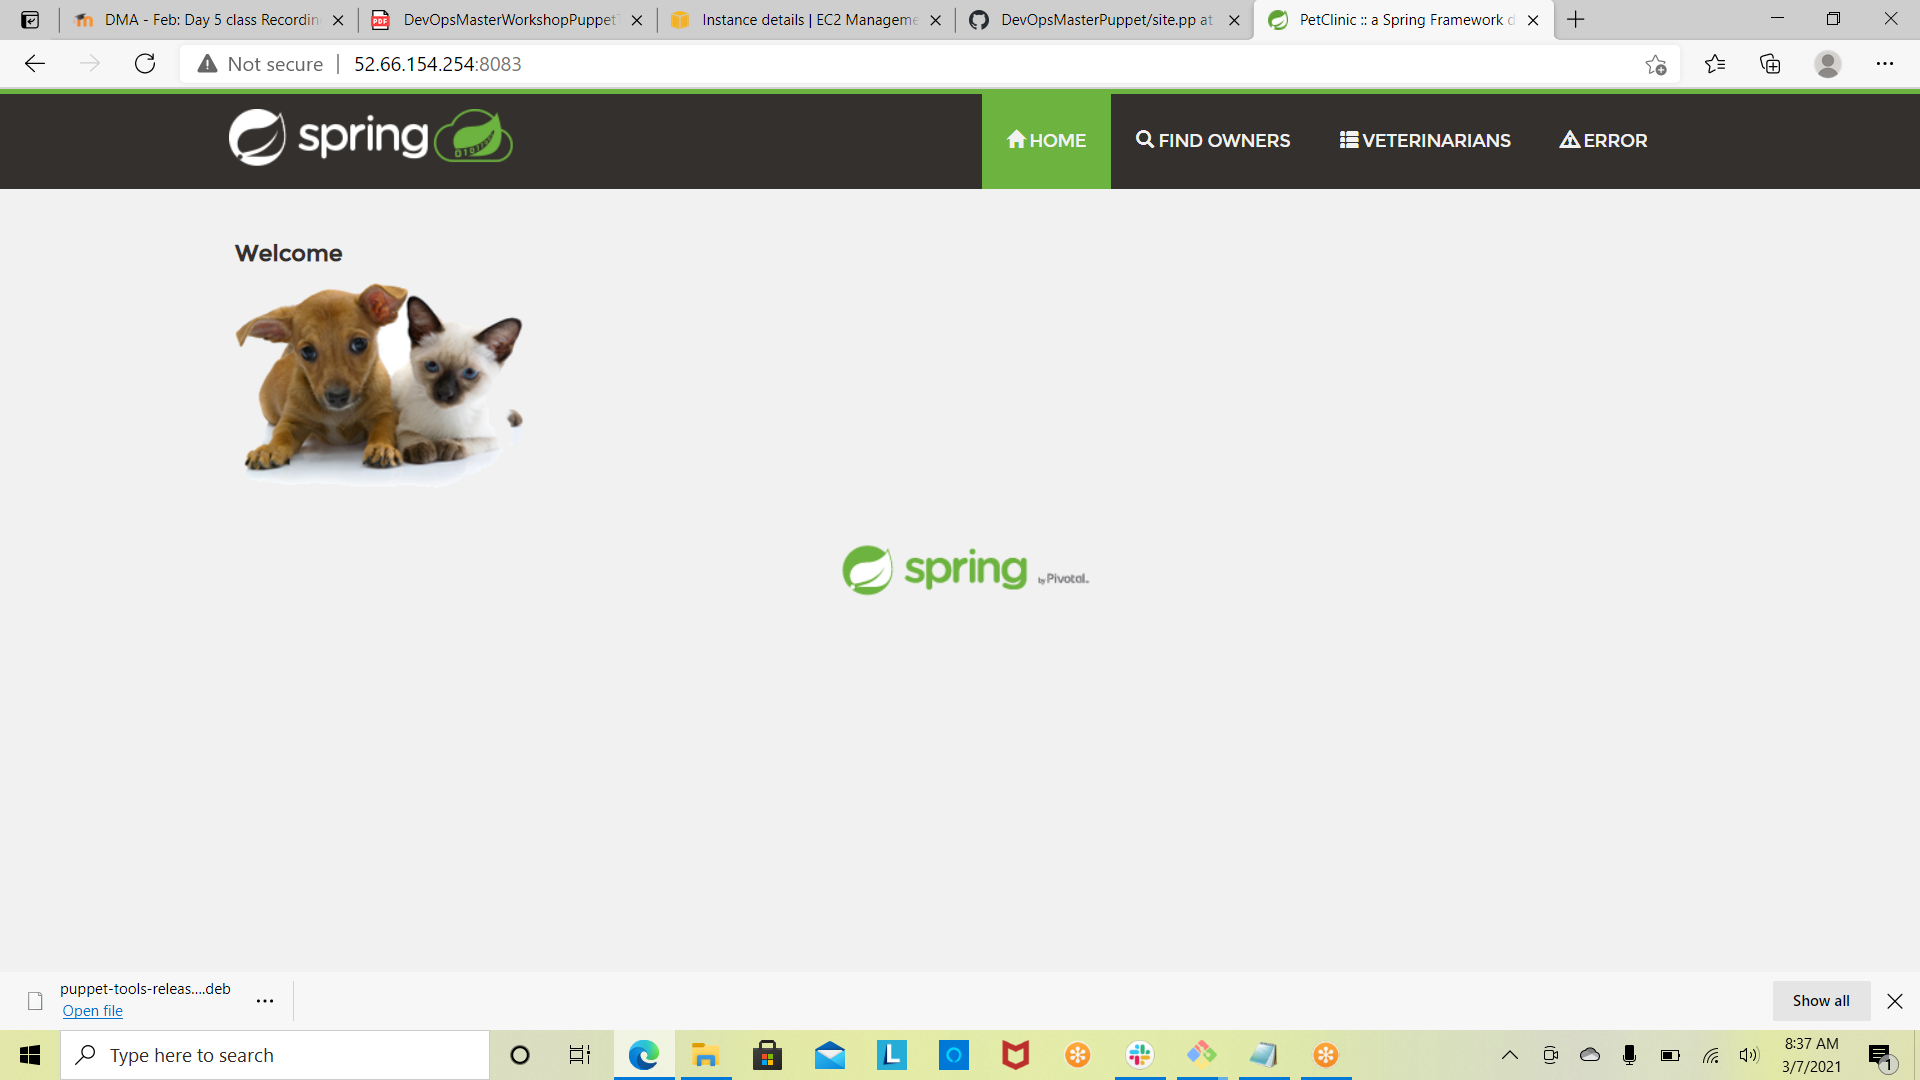 DMA - Feb: Day 5 class Recordin
DevOpsMasterWorkshopPuppet
Instance details | EC2 Manageme
DevOpsMasterPuppet/site.pp at
PetClinic :: a Spring Framework d
Not secure
52.66.154.254:8083
spring
HOME
FIND OWNERS
VETERINARIANS
ERROR
Welcome
spring by Pivotal
puppet-tools-releas....deb
Open file
Show all
Type here to search
8:37 AM
3/7/2021
1